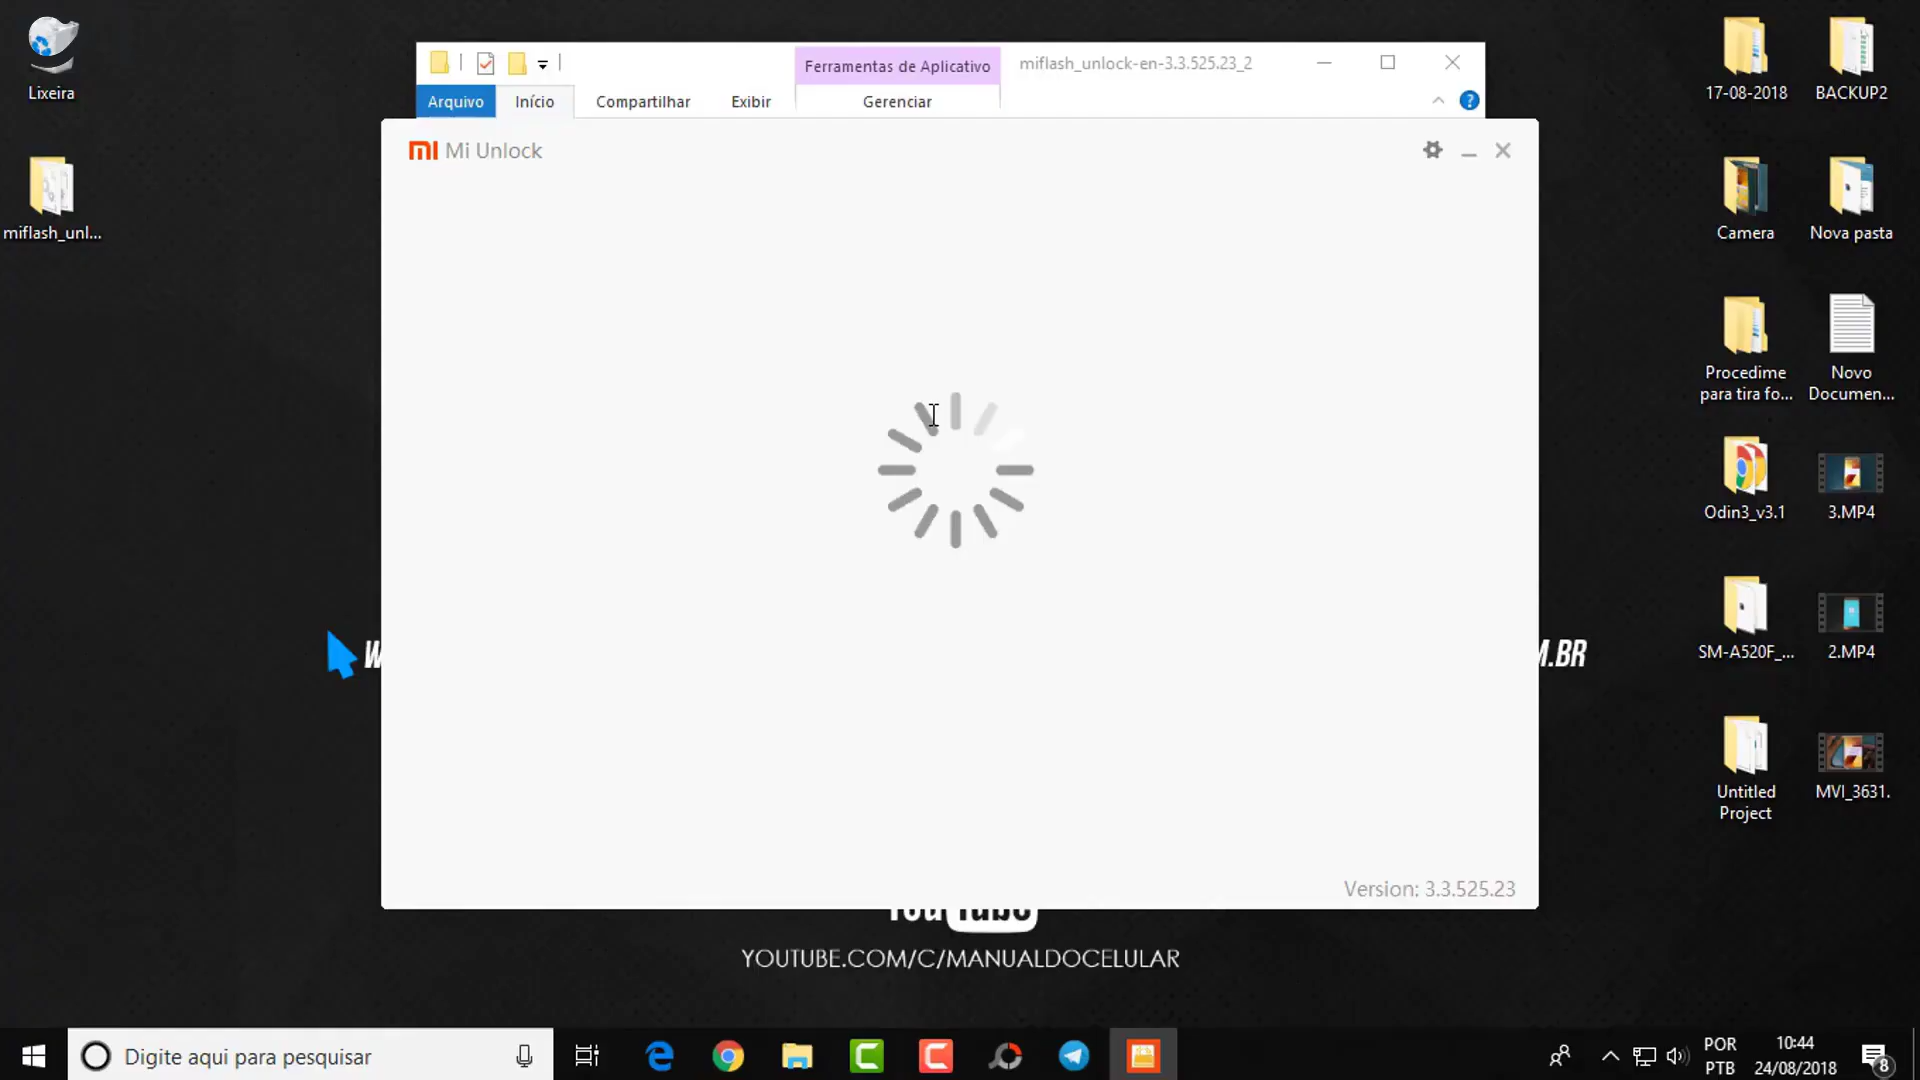 Lixeira
miflash_unl...
Ferramentas de Aplicativo
miflash_unlock-en-3.3.525.23_2
Arquivo
Início
Compartilhar
Exibir
Gerenciar
Mi Unlock
Version: 3.3.525.23
W
M.BR
YouTube
YOUTUBE.COM/C/MANUALDOCELULAR
17-08-2018
BACKUP2
Camera
Nova pasta
Procedime
para tira fo...
Novo
Documen...
Odin3_v3.1
3.MP4
SM-A520F_...
2.MP4
Untitled
Project
MVI_3631.
Digite aqui para pesquisar
POR
PTB
10:44
24/08/2018
8